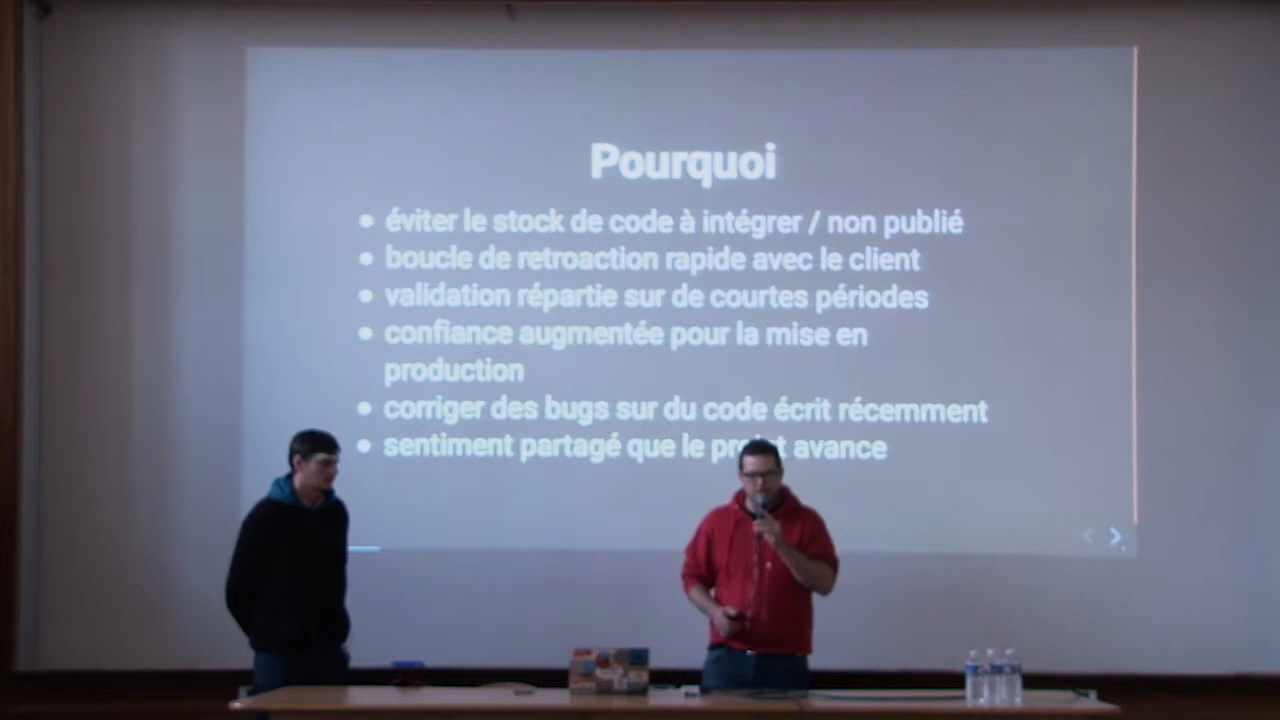 Pourquoi
• éviter le stock de code à intégrer / non publié
• boucle de retroaction rapide avec le client
• validation répartie sur de courtes périodes
• confiance augmentée pour la mise en
production
• corriger des bugs sur du code écrit récemment
• sentiment partagé que le projet avance